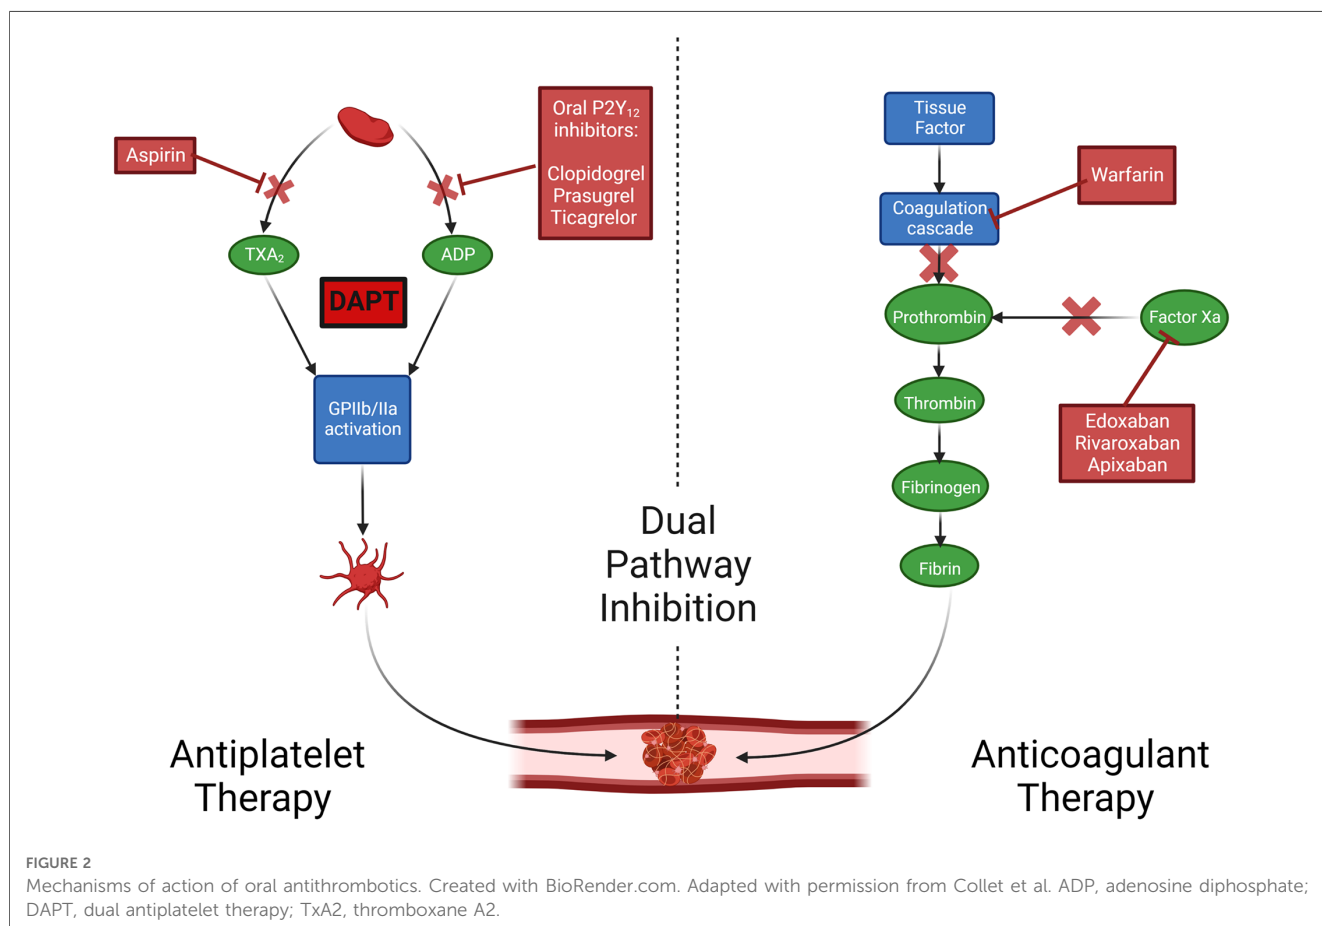 Aspirin
Oral P2Y₁₂
inhibitors:
Clopidogrel
Prasugrel
Ticagrelor
TXA₂
ADP
DAPT
GPIIb/IIa
activation
Antiplatelet
Therapy
Dual
Pathway
Inhibition
Tissue
Factor
Warfarin
Coagulation
cascade
Prothrombin
Factor Xa
Thrombin
Edoxaban
Rivaroxaban
Apixaban
Fibrinogen
Fibrin
Anticoagulant
Therapy
FIGURE 2
Mechanisms of action of oral antithrombotics. Created with BioRender.com. Adapted with permission from Collet et al. ADP, adenosine diphosphate;
DAPT, dual antiplatelet therapy; TxA2, thromboxane A2.